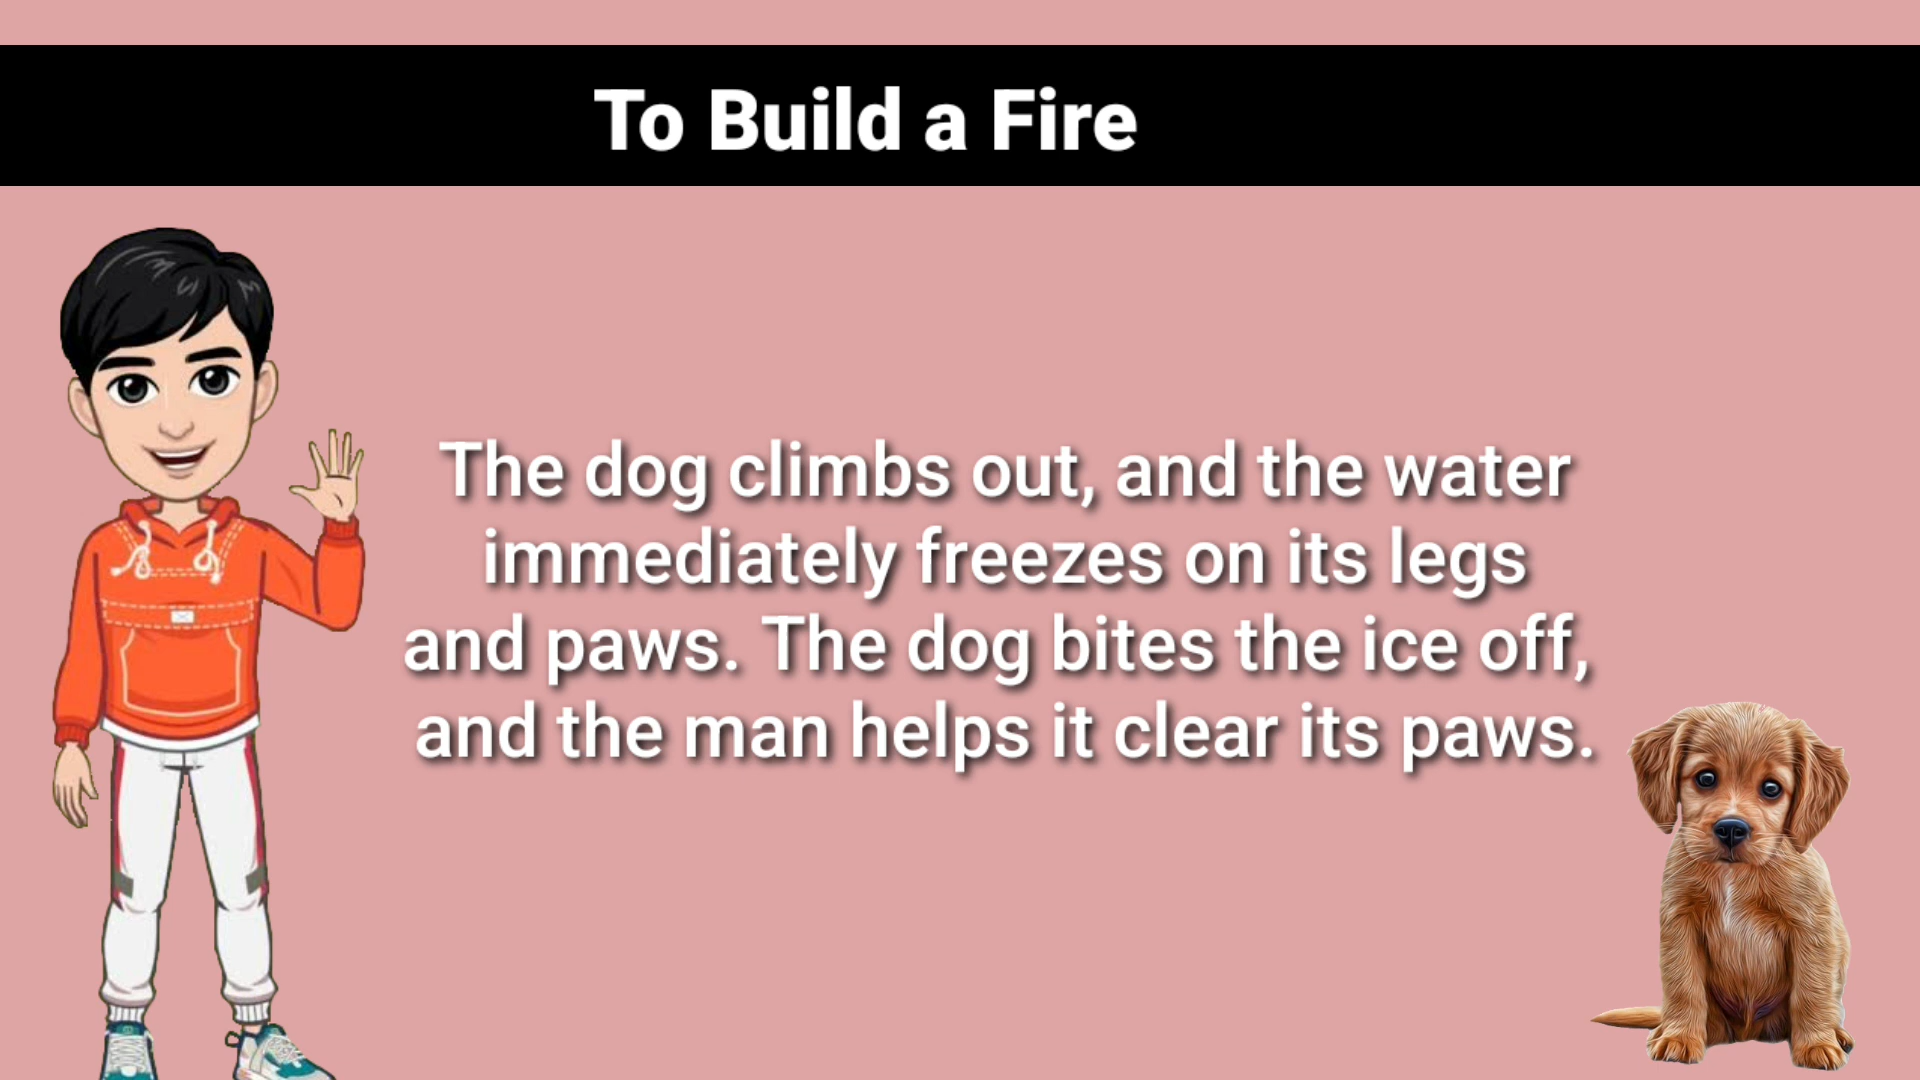 To Build a Fire
The dog climbs out, and the water
immediately freezes on its legs
and paws. The dog bites the ice off,
and the man helps it clear its paws.